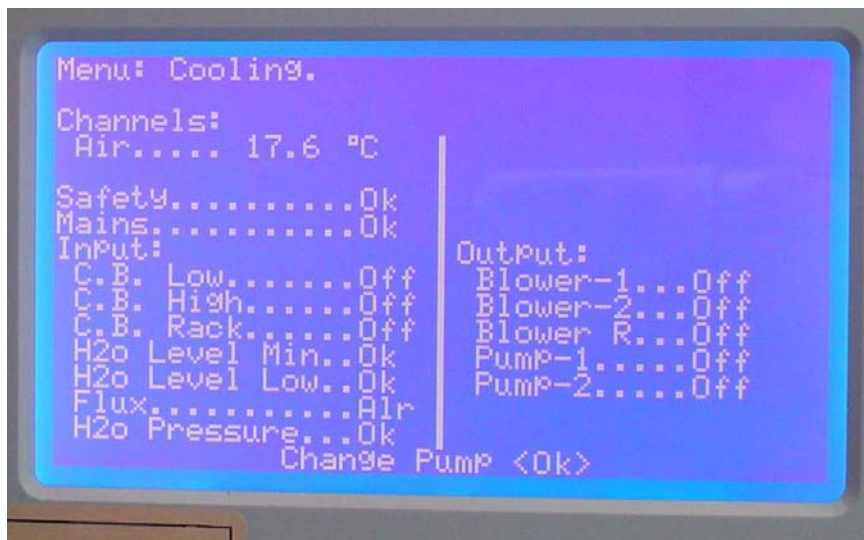 Menu: Cooling.
Channels:
Air..... 17.6 °C
Safety...........Ok
Mains............Ok
Input:
C.B. Low.......Off
C.B. High......Off
C.B. Rack......Off
H2o Level Min..Ok
H2o Level Low..Ok
Flux...........Alr
H2o Pressure...Ok
Output:
Blower-1...Off
Blower-2...Off
Blower R...Off
Pump-1.....Off
Pump-2.....Off
Change Pump <Ok>